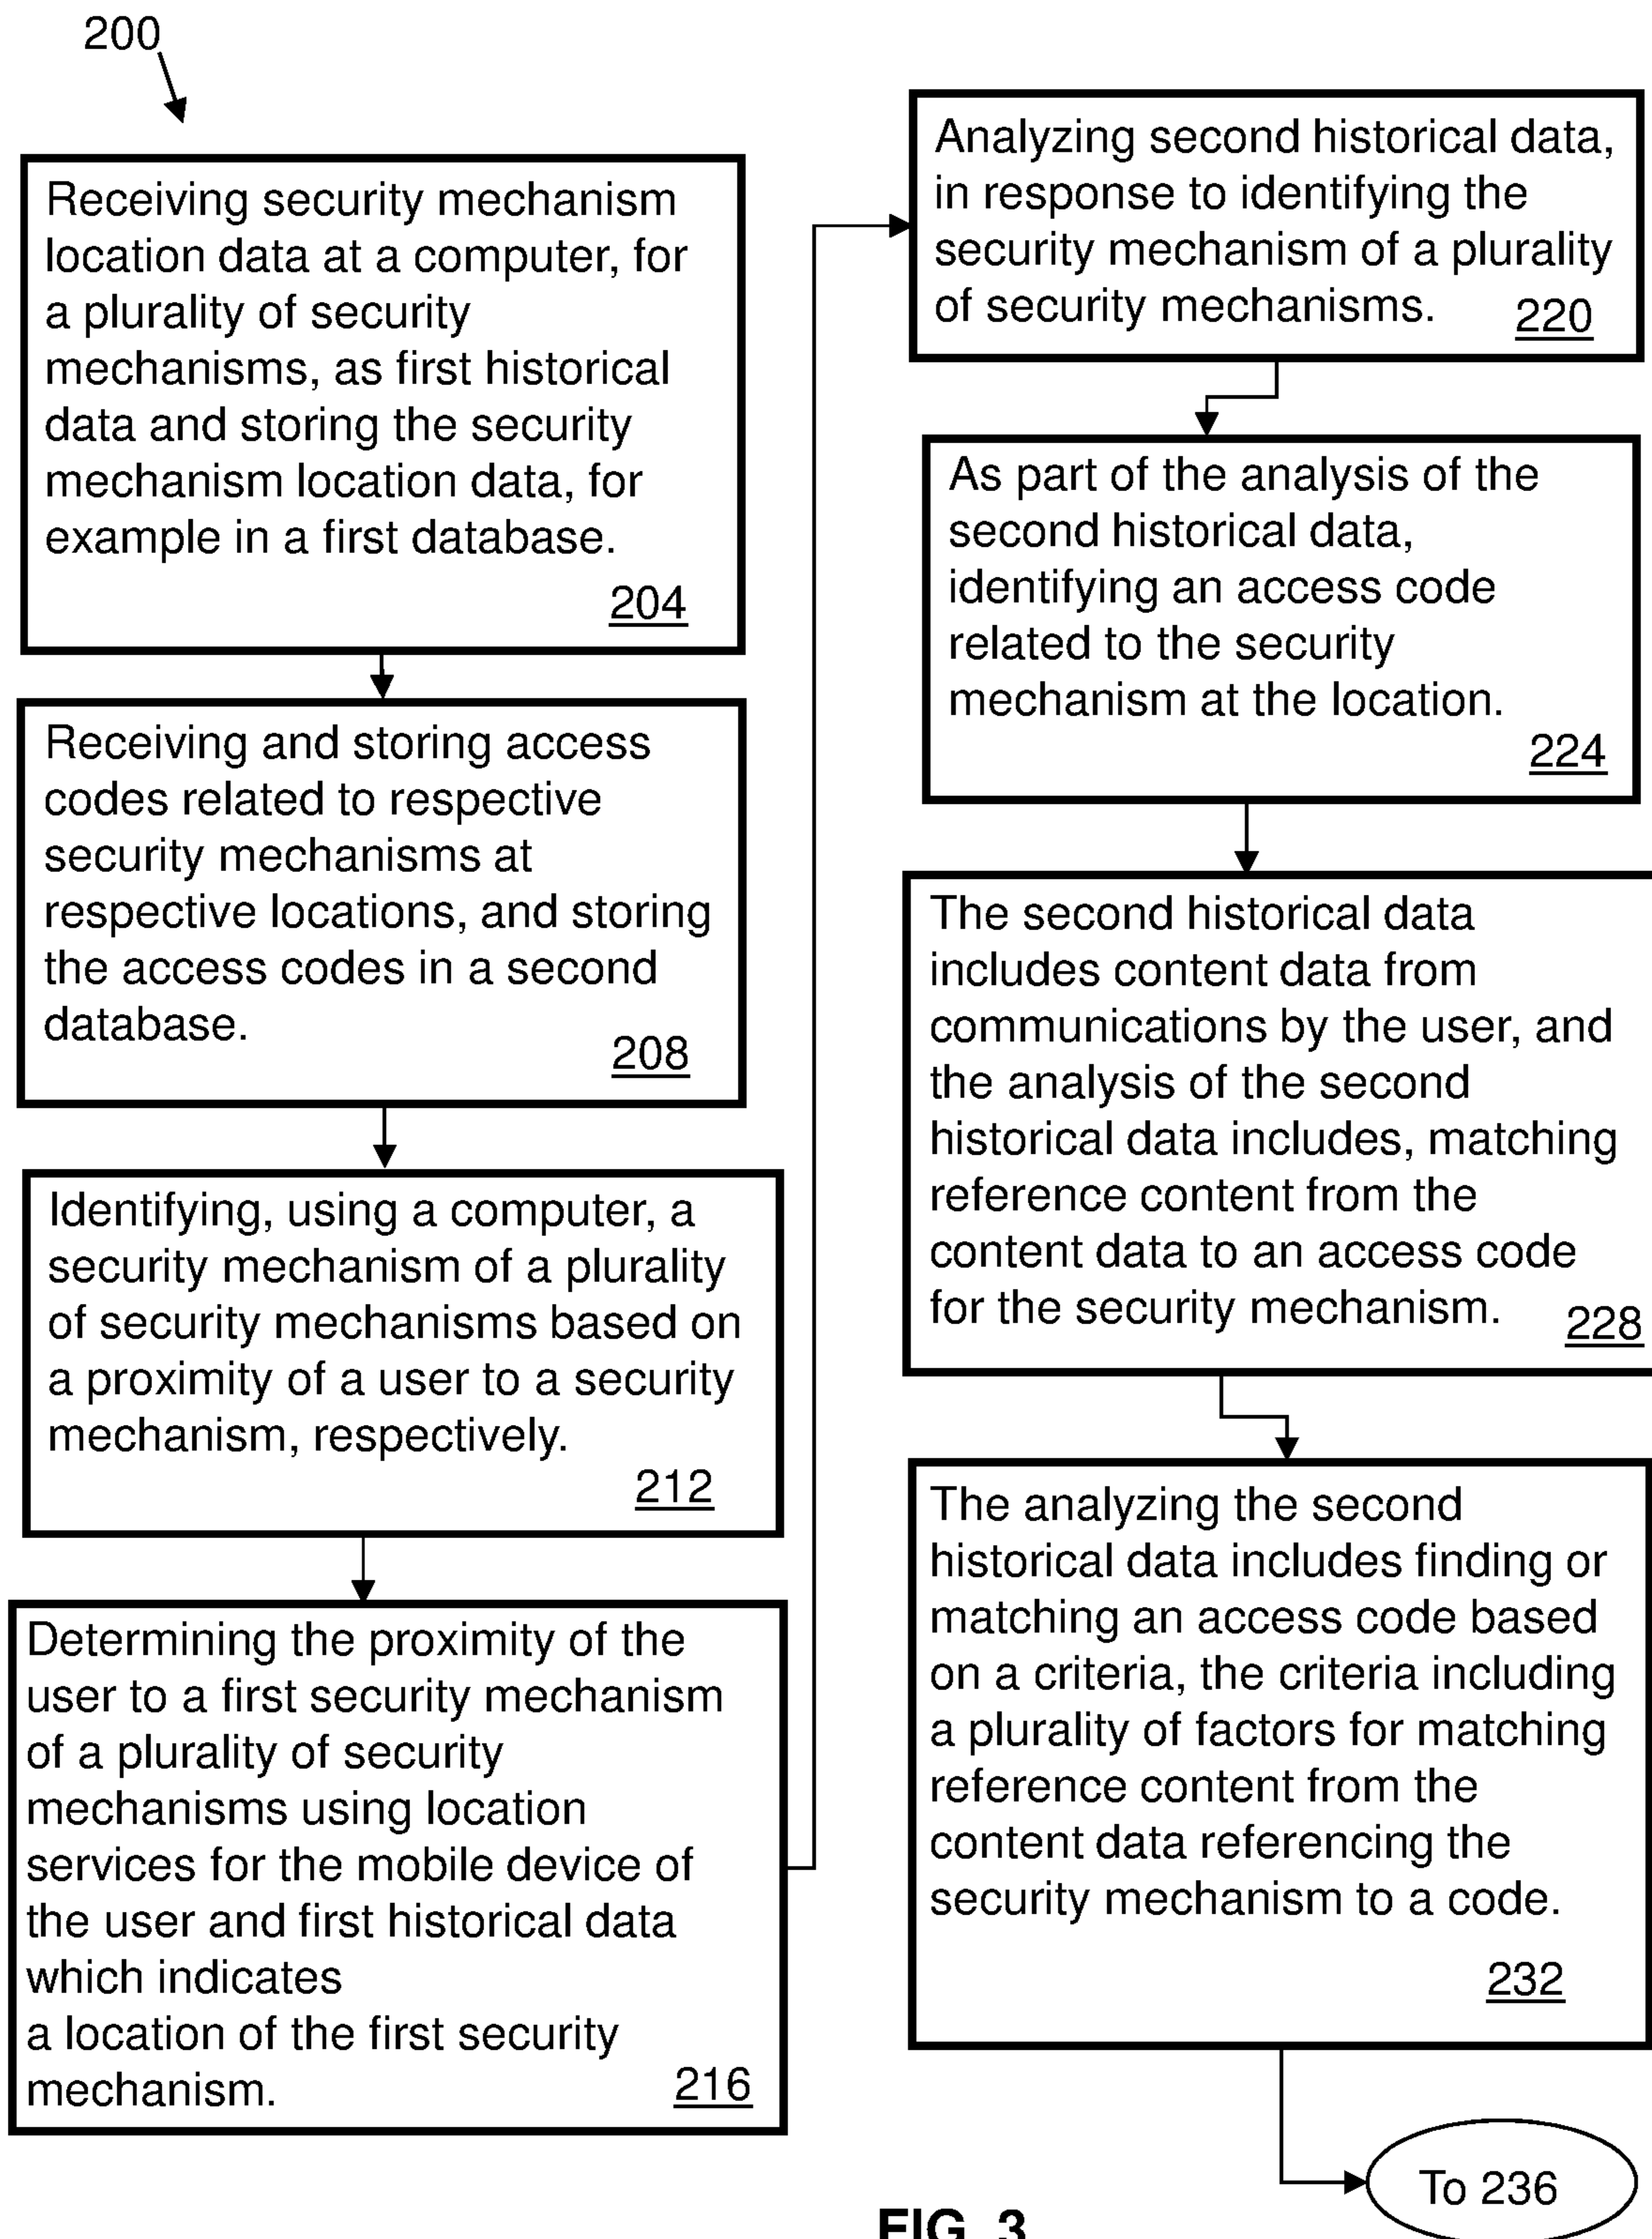 200
Receiving security mechanism
location data at a computer, for
a plurality of security
mechanisms, as first historical
data and storing the security
mechanism location data, for
example in a first database.
204
Receiving and storing access
codes related to respective
security mechanisms at
respective locations, and storing
the access codes in a second
database.
208
Identifying, using a computer, a
security mechanism of a plurality
of security mechanisms based on
a proximity of a user to a security
mechanism, respectively.
212
Determining the proximity of the
user to a first security mechanism
of a plurality of security
mechanisms using location
services for the mobile device of
the user and first historical data
which indicates
a location of the first security
mechanism.
216
Analyzing second historical data,
in response to identifying the
security mechanism of a plurality
of security mechanisms.
220
As part of the analysis of the
second historical data,
identifying an access code
related to the security
mechanism at the location.
224
The second historical data
includes content data from
communications by the user, and
the analysis of the second
historical data includes, matching
reference content from the
content data to an access code
for the security mechanism.
228
The analyzing the second
historical data includes finding or
matching an access code based
on a criteria, the criteria including
a plurality of factors for matching
reference content from the
content data referencing the
security mechanism to a code.
232
To 236
FIG. 3